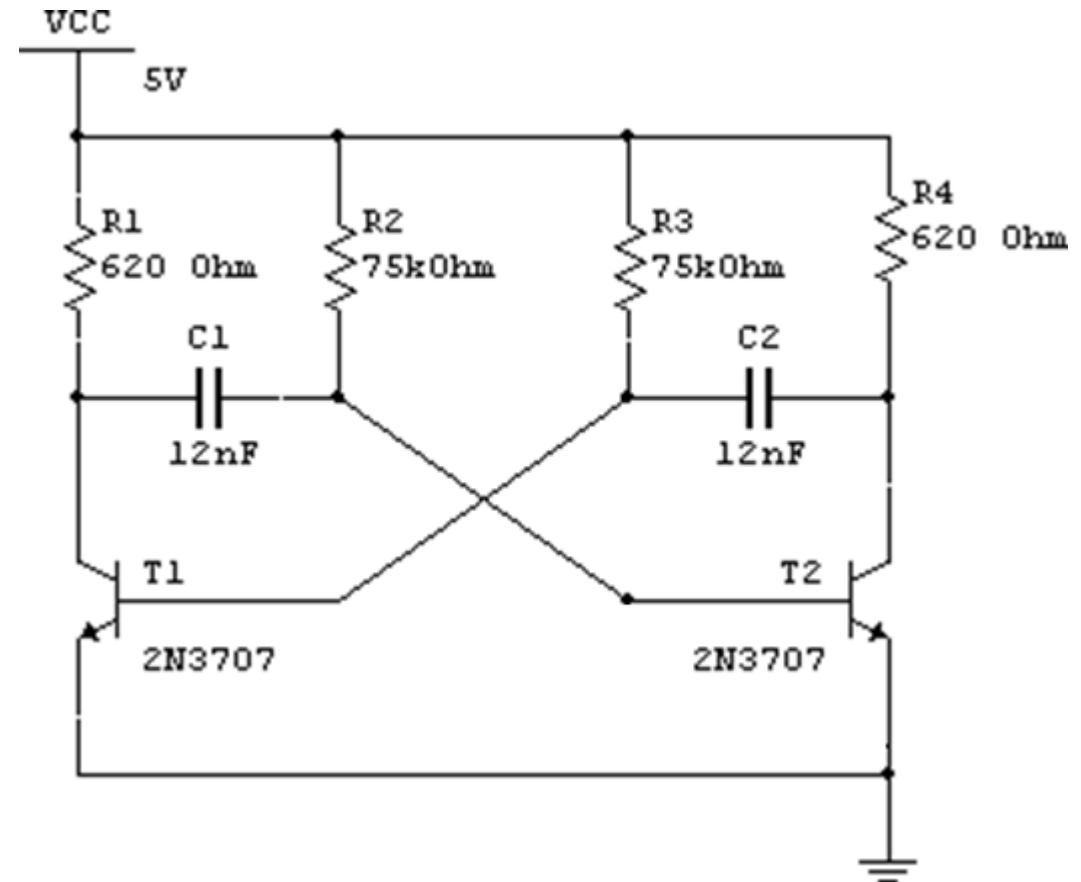 VCC
5V
R1
620 Ohm
R2
75kOhm
R3
75kOhm
R4
620 Ohm
C1
12nF
C2
12nF
T1
2N3707
T2
2N3707